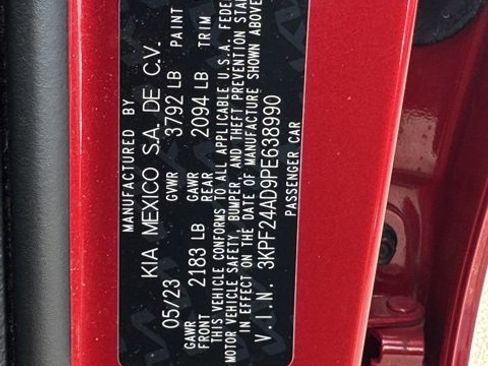 MANUFACTURED BY
KIA MEXICO S.A. DE C.V.
05/23 GVWR 3792 LB PAINT
GAWR FRONT 2183 LB GAWR REAR 2094 LB TRIM
THIS VEHICLE CONFORMS TO ALL APPLICABLE U.S.A. FEDE
MOTOR VEHICLE SAFETY, BUMPER, AND THEFT PREVENTION STA
IN EFFECT ON THE DATE OF MANUFACTURE SHOWN ABOVE
V.I.N. 3KPF24AD9PE638990
PASSENGER CAR